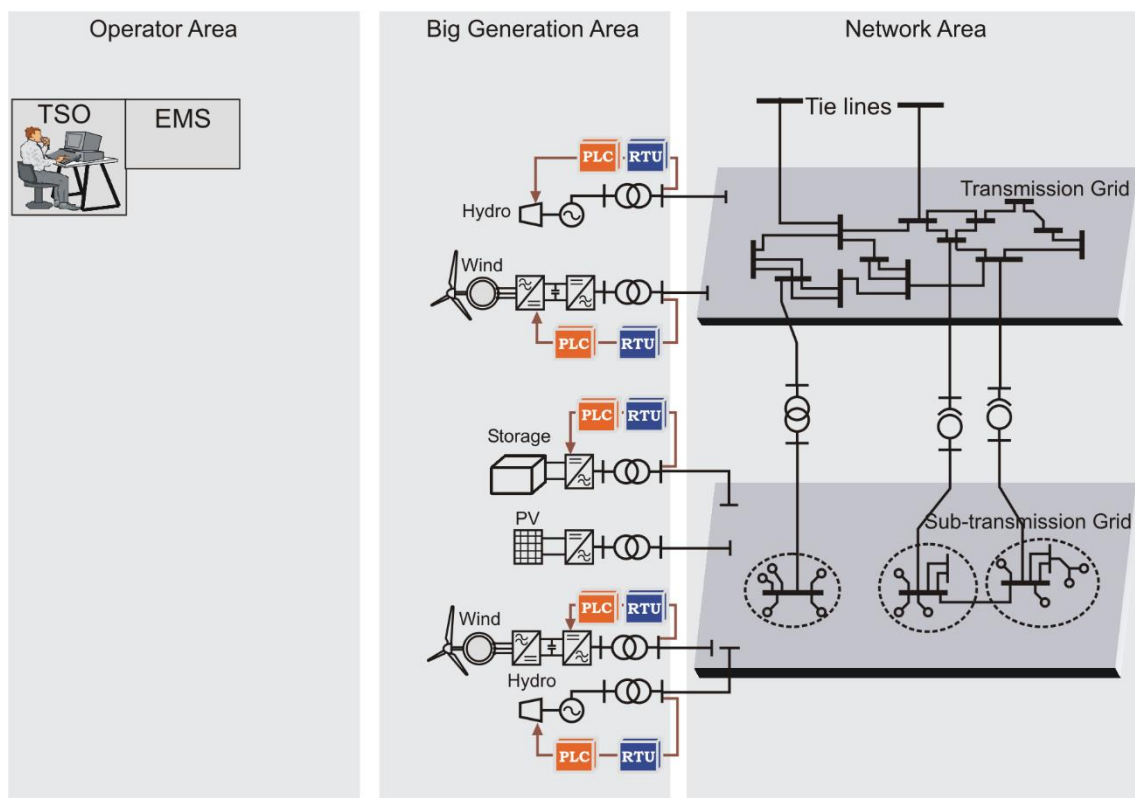 Operator Area
Big Generation Area
Network Area
TSO
EMS
Tie lines
PLC RTU
Transmission Grid
Hydro
Wind
PLC RTU
PLC RTU
Storage
PV
Sub-transmission Grid
PLC RTU
Wind
Hydro
PLC RTU